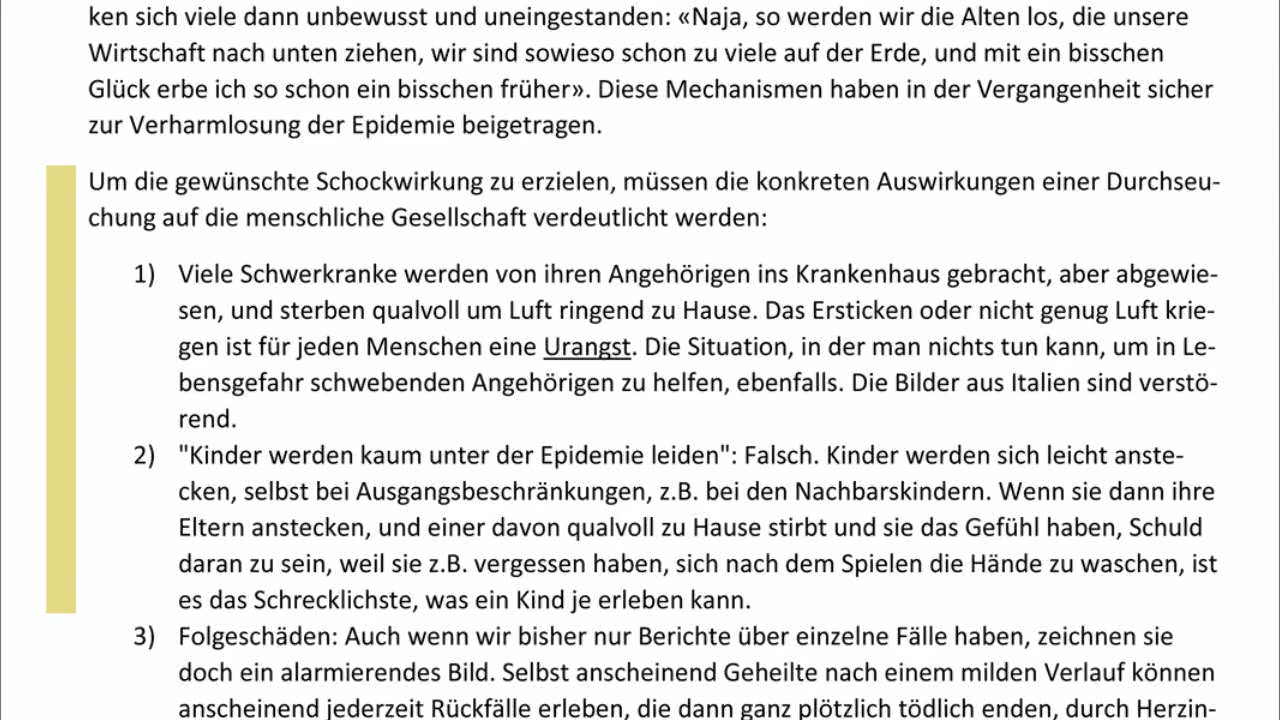 ken sich viele dann unbewusst und uneingestanden: «Naja, so werden wir die Alten los, die unsere
Wirtschaft nach unten ziehen, wir sind sowieso schon zu viele auf der Erde, und mit ein bisschen
Glück erbe ich so schon ein bisschen früher». Diese Mechanismen haben in der Vergangenheit sicher
zur Verharmlosung der Epidemie beigetragen.
Um die gewünschte Schockwirkung zu erzielen, müssen die konkreten Auswirkungen einer Durchseu-
chung auf die menschliche Gesellschaft verdeutlicht werden:
1) Viele Schwerkranke werden von ihren Angehörigen ins Krankenhaus gebracht, aber abgewie-
sen, und sterben qualvoll um Luft ringend zu Hause. Das Ersticken oder nicht genug Luft krie-
gen ist für jeden Menschen eine Urangst. Die Situation, in der man nichts tun kann, um in Le-
bensgefahr schwebenden Angehörigen zu helfen, ebenfalls. Die Bilder aus Italien sind verstö-
rend.
2) "Kinder werden kaum unter der Epidemie leiden": Falsch. Kinder werden sich leicht anste-
cken, selbst bei Ausgangsbeschränkungen, z.B. bei den Nachbarskindern. Wenn sie dann ihre
Eltern anstecken, und einer davon qualvoll zu Hause stirbt und sie das Gefühl haben, Schuld
daran zu sein, weil sie z.B. vergessen haben, sich nach dem Spielen die Hände zu waschen, ist
es das Schrecklichste, was ein Kind je erleben kann.
3) Folgeschäden: Auch wenn wir bisher nur Berichte über einzelne Fälle haben, zeichnen sie
doch ein alarmierendes Bild. Selbst anscheinend Geheilte nach einem milden Verlauf können
anscheinend jederzeit Rückfälle erleben, die dann ganz plötzlich tödlich enden, durch Herzin-